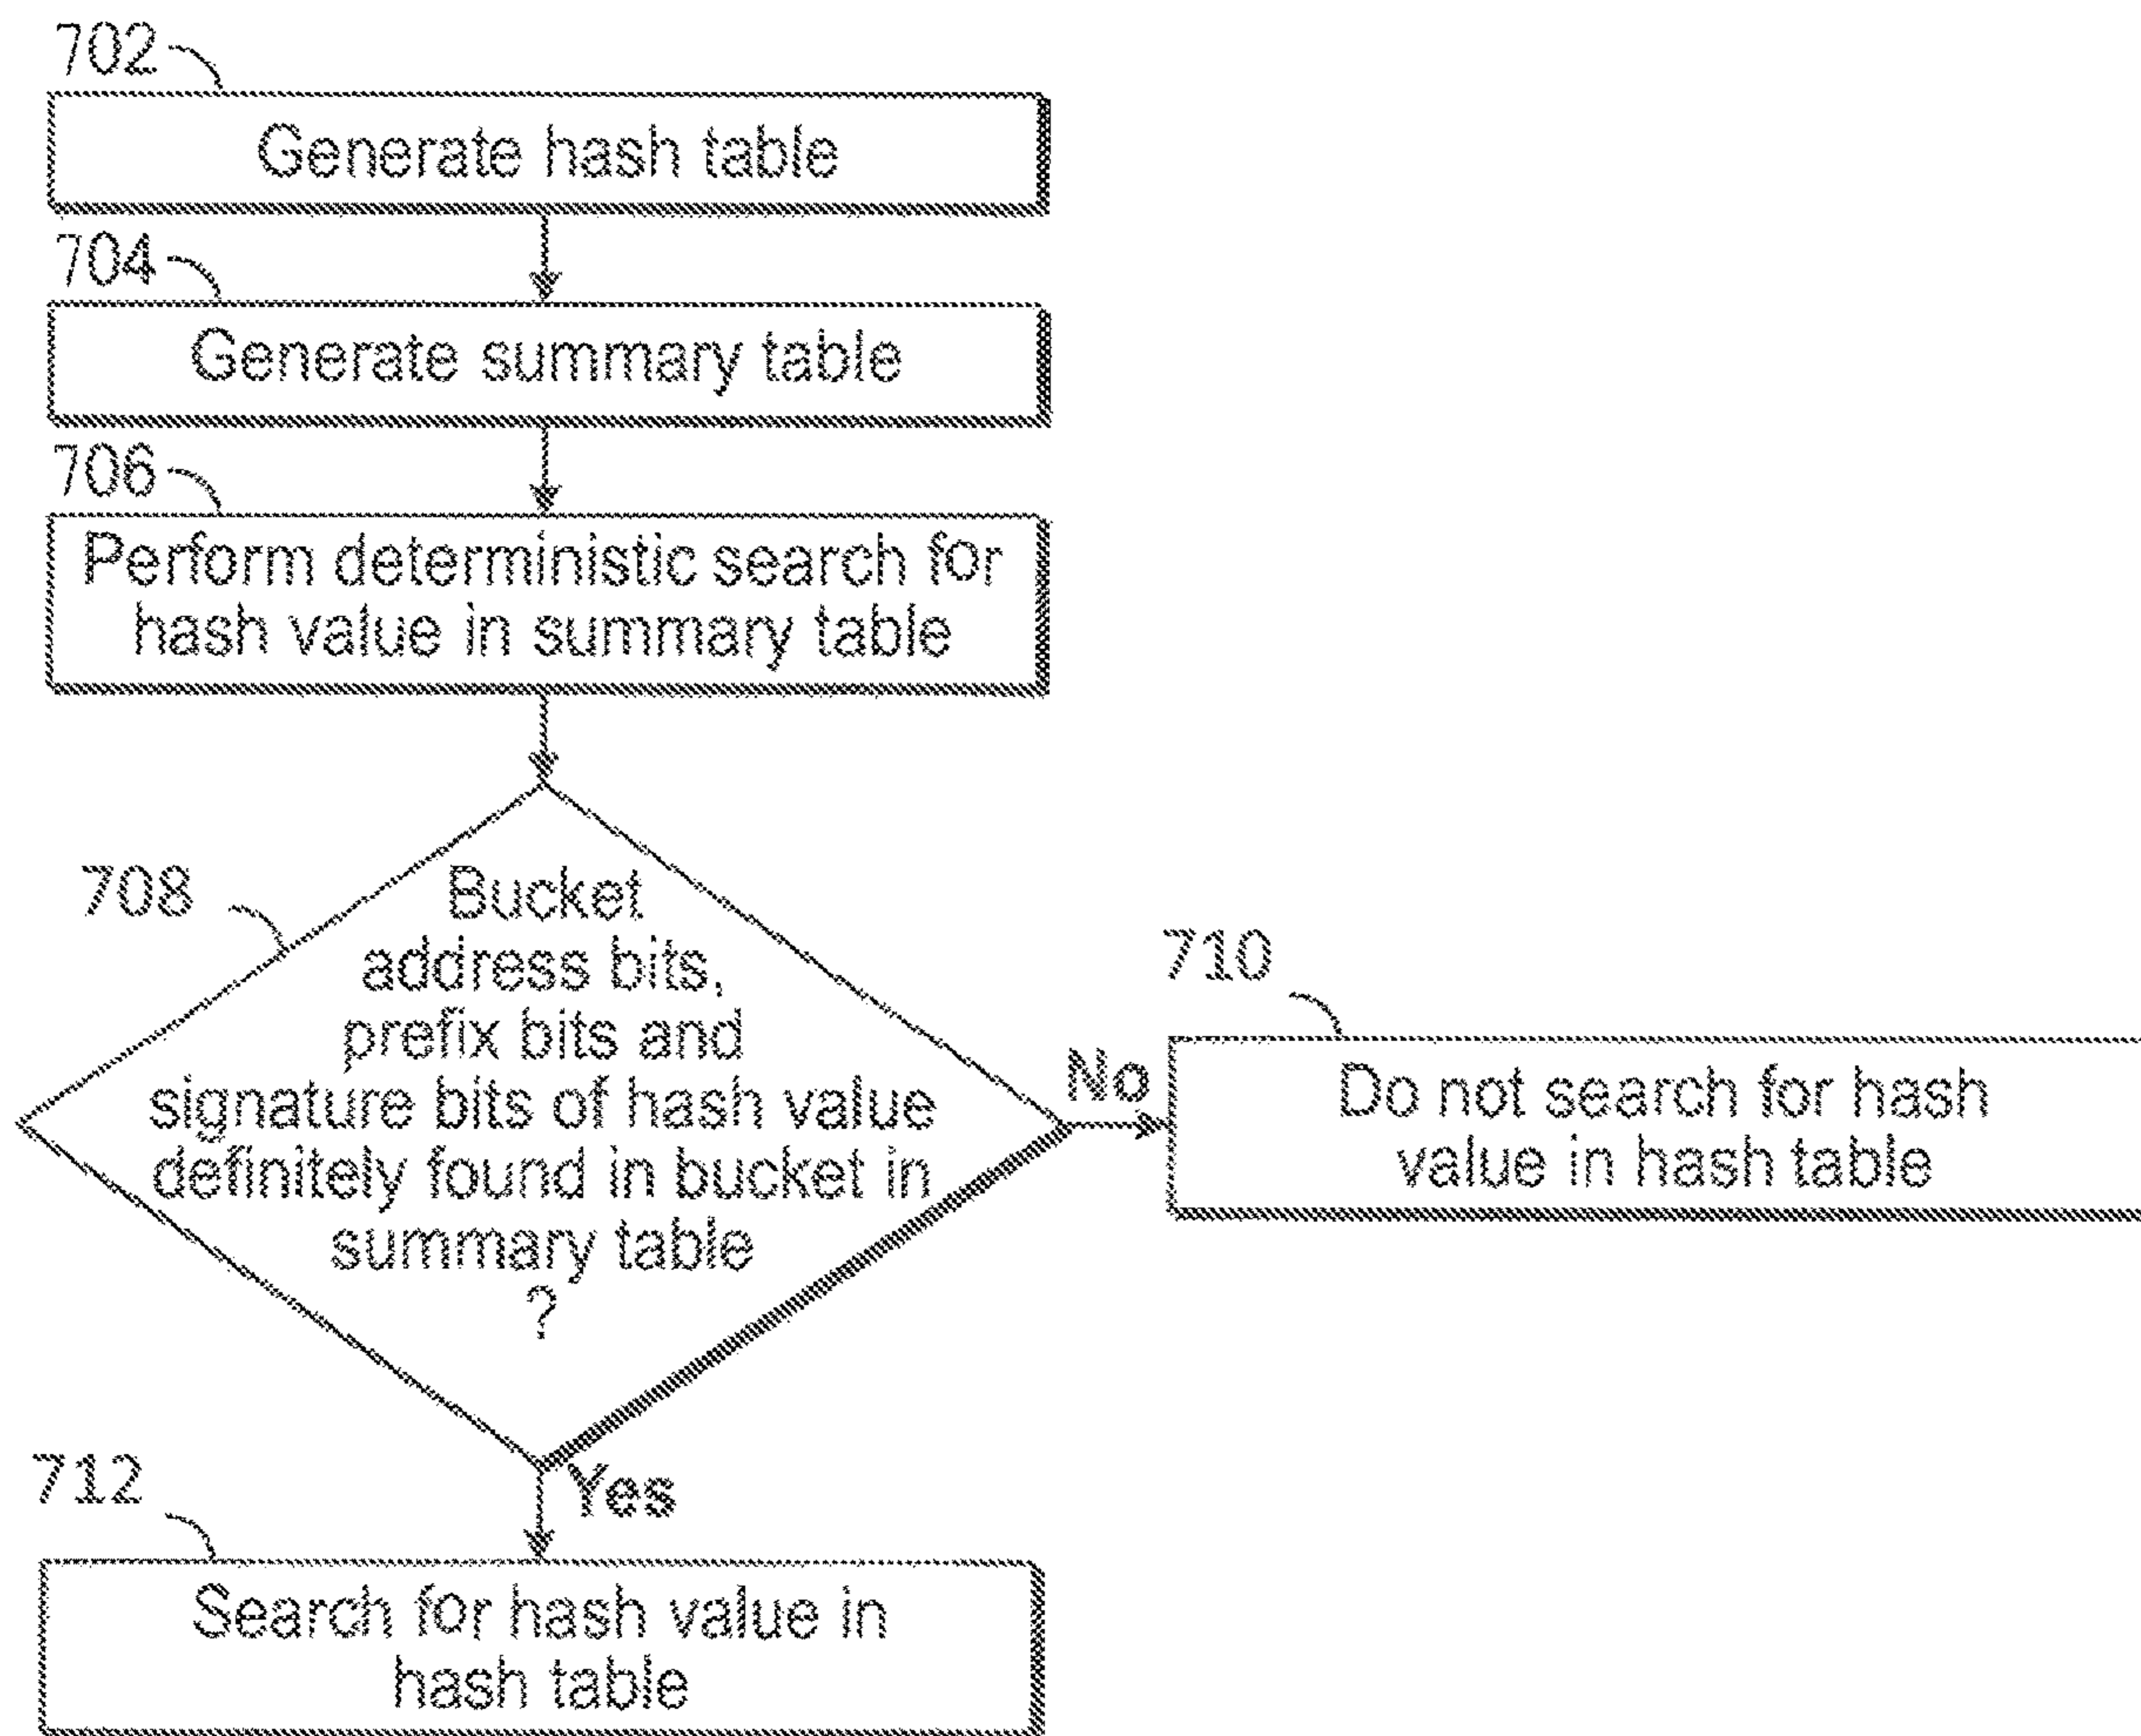 702
Generate hash table
704
Generate summary table
706
Perform deterministic search for
hash value in summary table
708
Bucket
address bits,
prefix bits and
signature bits of hash value
definitely found in bucket in
summary table
?
No
710
Do not search for hash
value in hash table
Yes
712
Search for hash value in
hash table